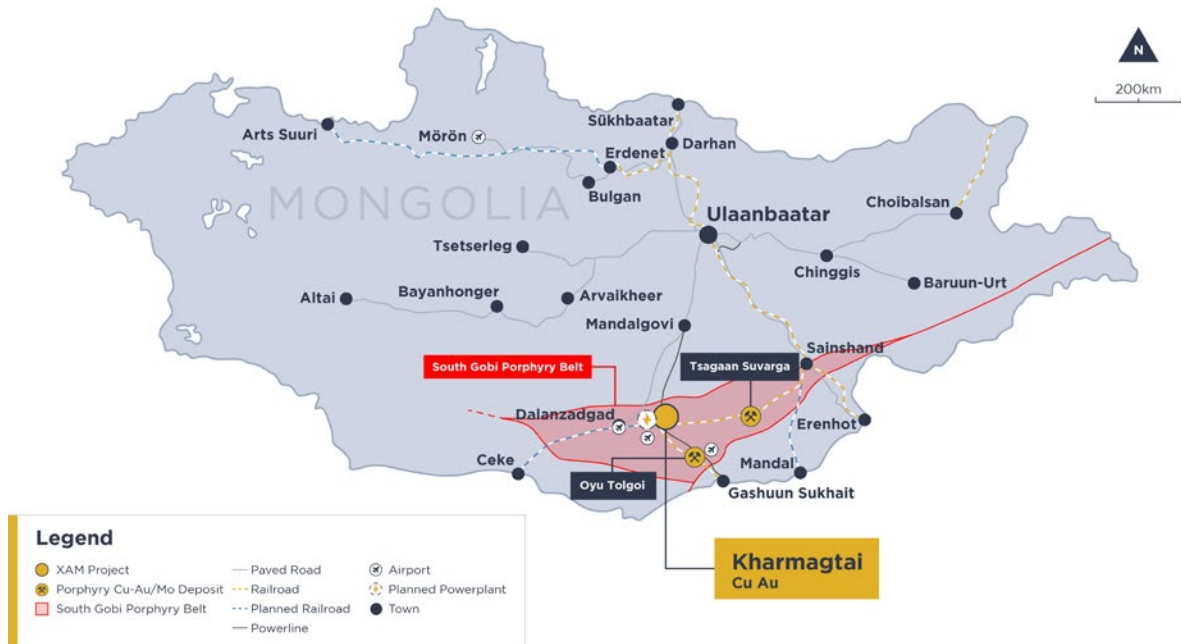 N
200km
Sükhbaatar
Arts Suuri
Mörön
Darhan
Erdenet
MONGOLIA
Bulgan
Choibalsan
Ulaanbaatar
Tsetserleg
Chinggis
Baruun-Urt
Altai
Bayanhonger
Arvaikheer
Mandalgovi
Sainshand
South Gobi Porphyry Belt
Tsagaan Suvarga
Dalanzadgad
Erenhot
Ceke
Mandal
Oyu Tolgoi
Gashuun Sukhait
Kharmagtai
Cu Au
Legend
XAM Project
Porphyry Cu-Au/Mo Deposit
South Gobi Porphyry Belt
Paved Road
Railroad
Planned Railroad
Powerline
Airport
Planned Powerplant
Town